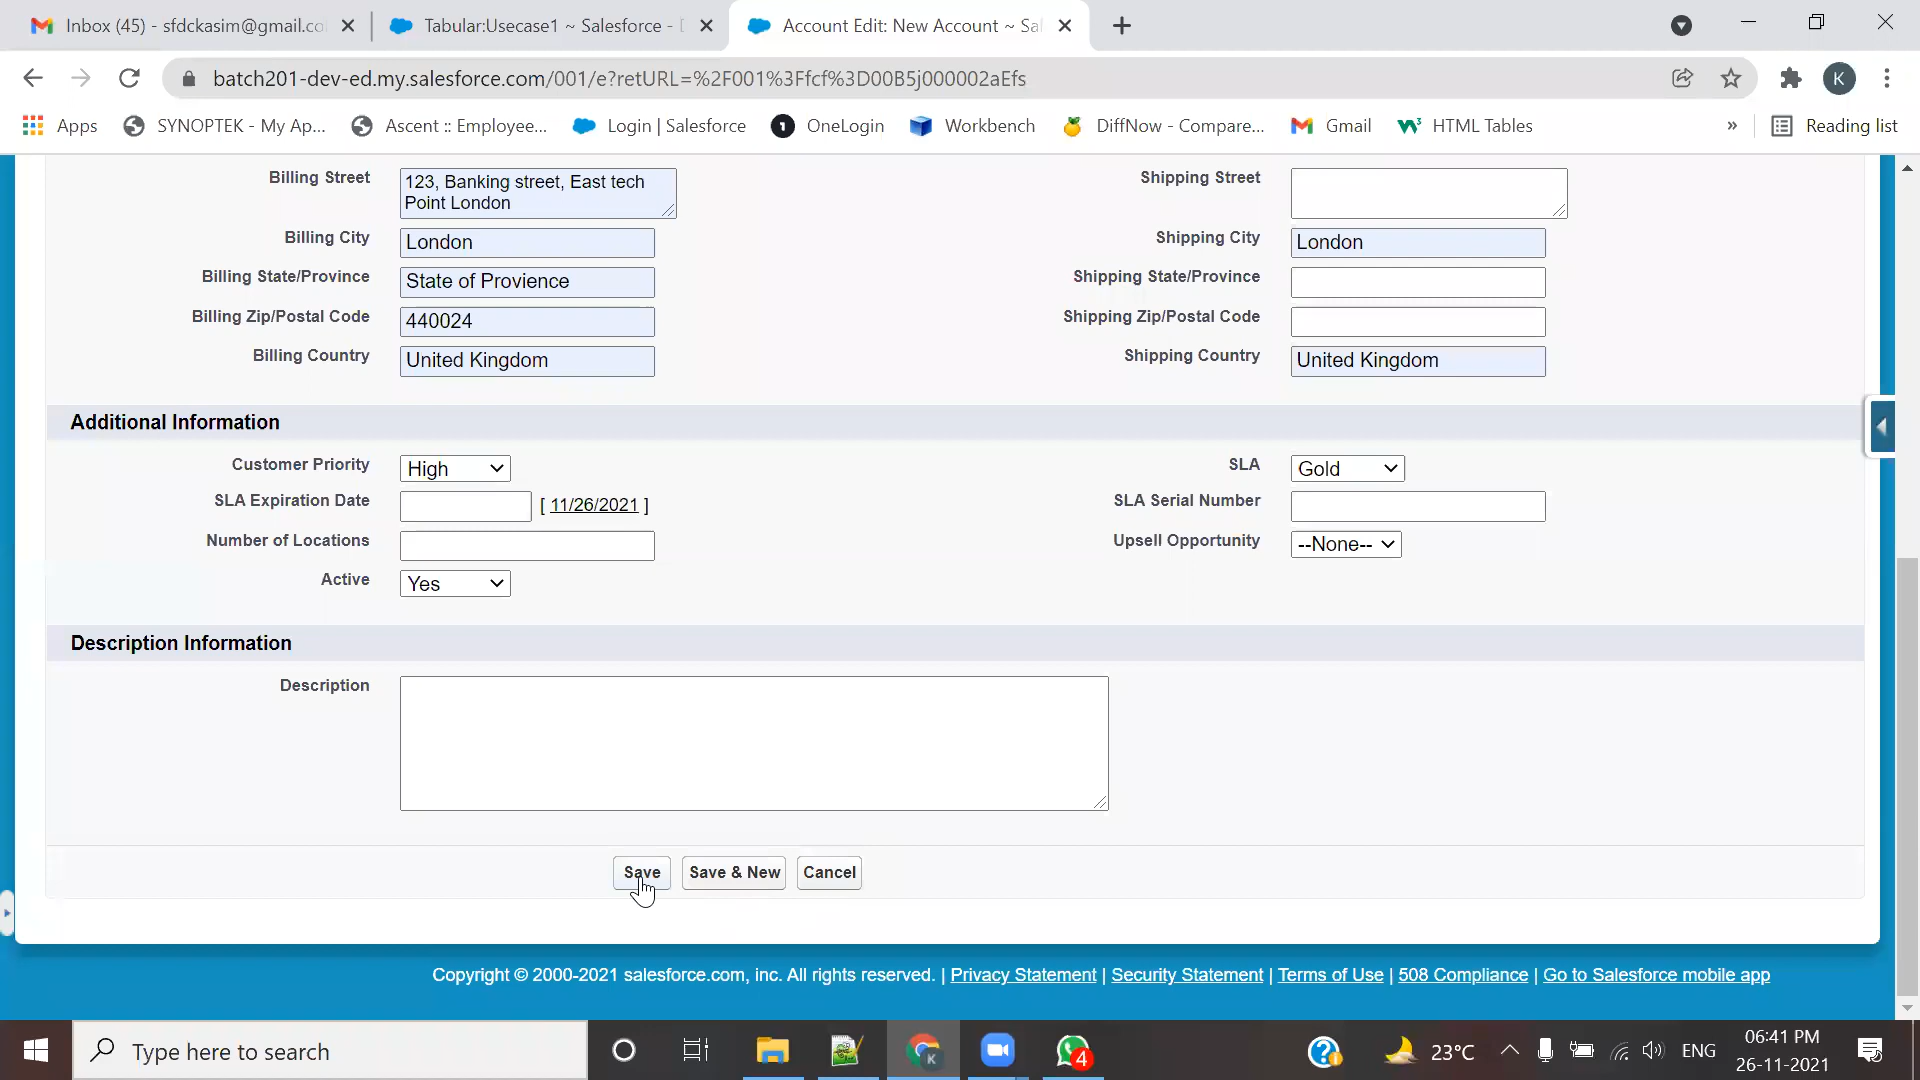 Inbox (45) - sfdckasim@gmail.co
Tabular:Usecase1 ~ Salesforce - D
Account Edit: New Account ~ Sal
batch201-dev-ed.my.salesforce.com/001/e?retURL=%2F001%3Ffcf%3D00B5j000002aEfs
K
Apps
SYNOPTEK - My Ap...
Ascent :: Employee...
Login | Salesforce
1 OneLogin
Workbench
DiffNow - Compare...
Gmail
HTML Tables
»
Reading list
Billing Street
123, Banking street, East tech
Point London
Shipping Street
Billing City London
Shipping City London
Billing State/Province State of Provience
Shipping State/Province
Billing Zip/Postal Code 440024
Shipping Zip/Postal Code
Billing Country United Kingdom
Shipping Country United Kingdom
Additional Information
Customer Priority High
SLA Gold
SLA Expiration Date [ 11/26/2021 ]
SLA Serial Number
Number of Locations
Upsell Opportunity --None--
Active Yes
Description Information
Description
Save
Save & New
Cancel
Copyright © 2000-2021 salesforce.com, inc. All rights reserved. | Privacy Statement | Security Statement | Terms of Use | 508 Compliance | Go to Salesforce mobile app
Type here to search
K
4
23°C
ENG
06:41 PM
26-11-2021